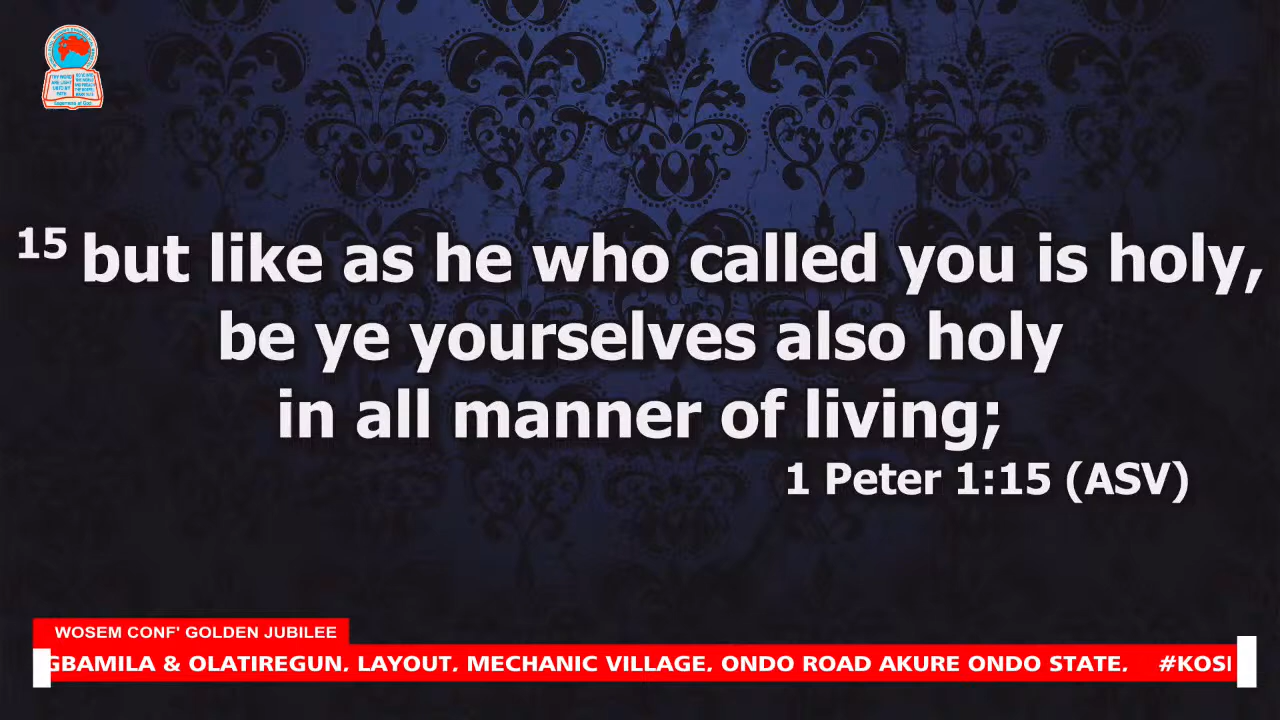 15 but like as he who called you is holy,
be ye yourselves also holy
in all manner of living;
1 Peter 1:15 (ASV)
WOSEM CONF' GOLDEN JUBILEE
GBAMILA & OLATIREGUN, LAYOUT, MECHANIC VILLAGE, ONDO ROAD AKURE ONDO STATE, #KOSI